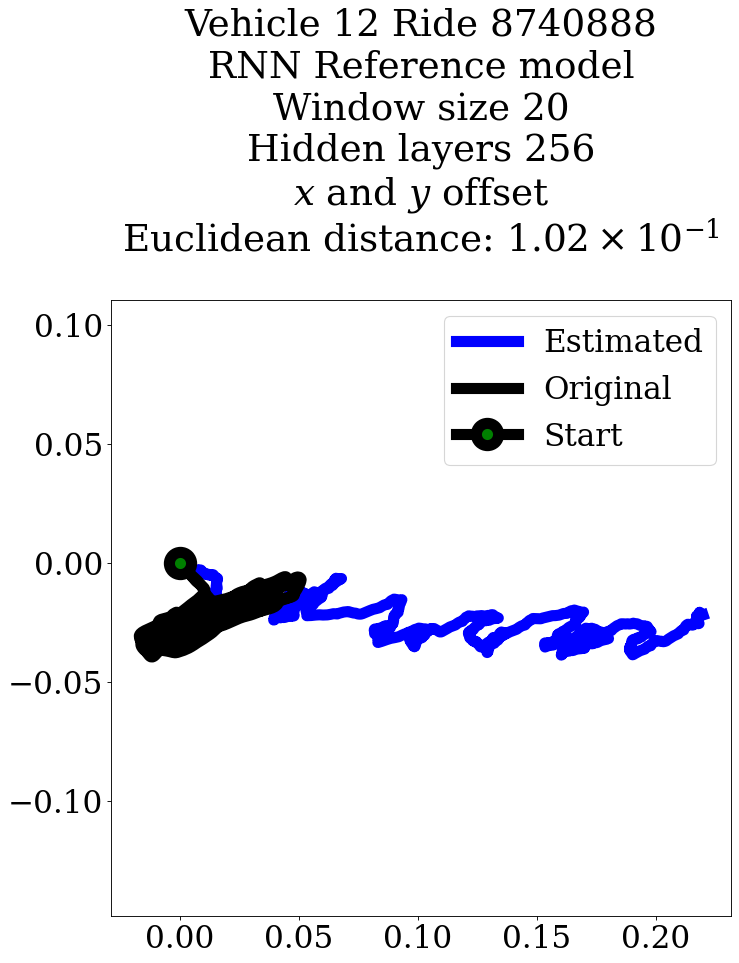 Vehicle 12 Ride 8740888
RNN Reference model
Window size 20
Hidden layers 256
x and y offset
Euclidean distance: 1.02 × 10⁻¹
Estimated
Original
Start
0.10
0.05
0.00
−0.05
−0.10
0.00 0.05 0.10 0.15 0.20